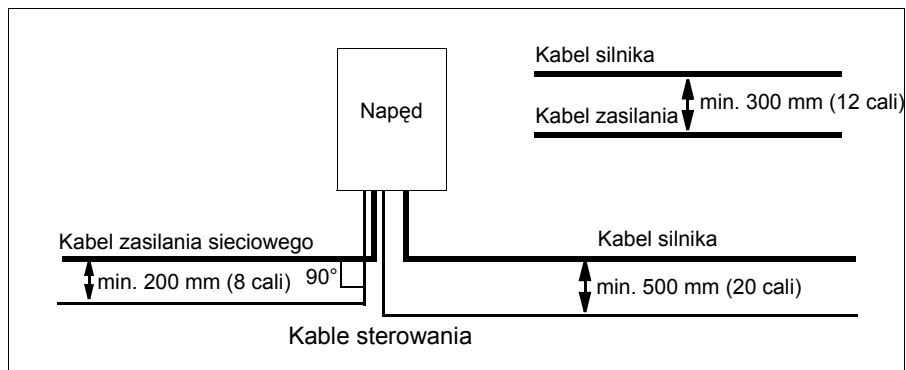 Kabel silnika
Napęd
min. 300 mm (12 cali)
Kabel zasilania
Kabel zasilania sieciowego
Kabel silnika
min. 200 mm (8 cali)
90°
min. 500 mm (20 cali)
Kable sterowania